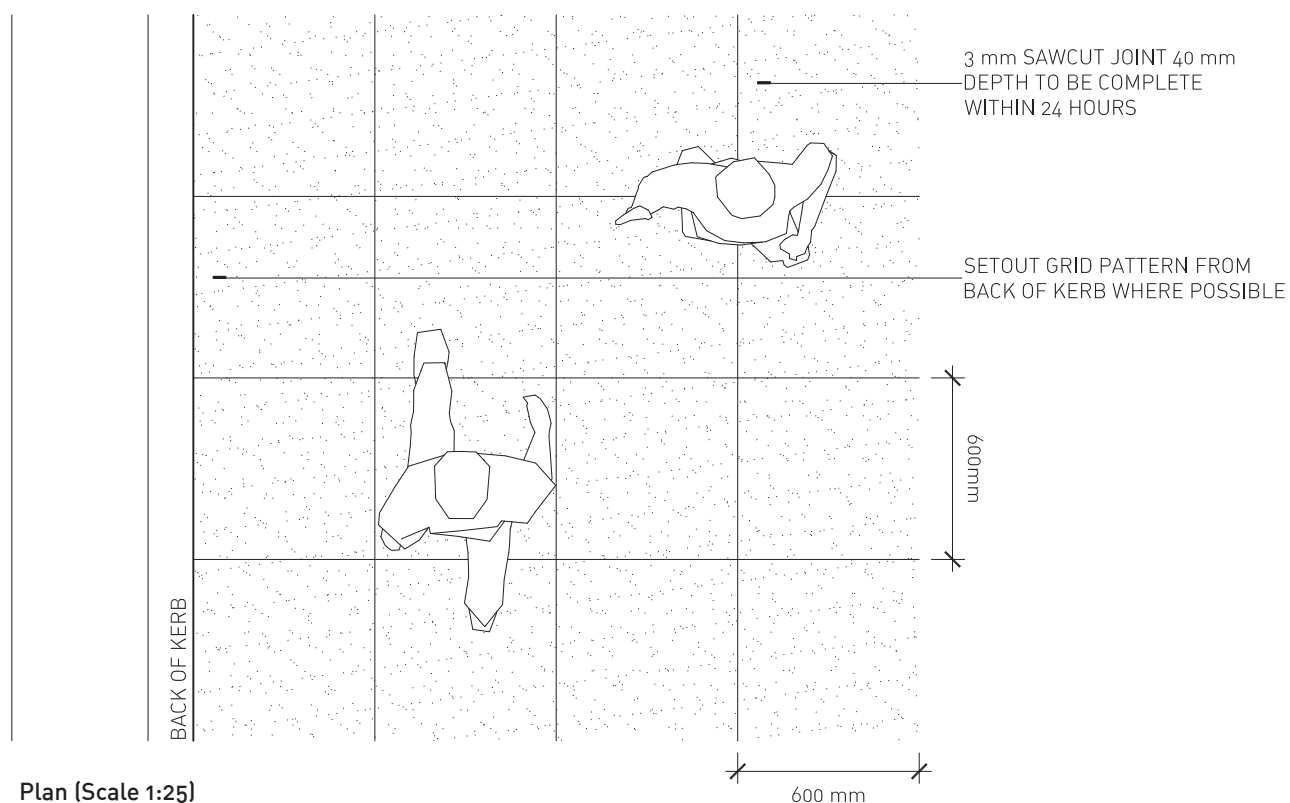 3 mm SAWCUT JOINT 40 mm
DEPTH TO BE COMPLETE
WITHIN 24 HOURS
SETOUT GRID PATTERN FROM
BACK OF KERB WHERE POSSIBLE
600mm
BACK OF KERB
Plan (Scale 1:25)
600 mm